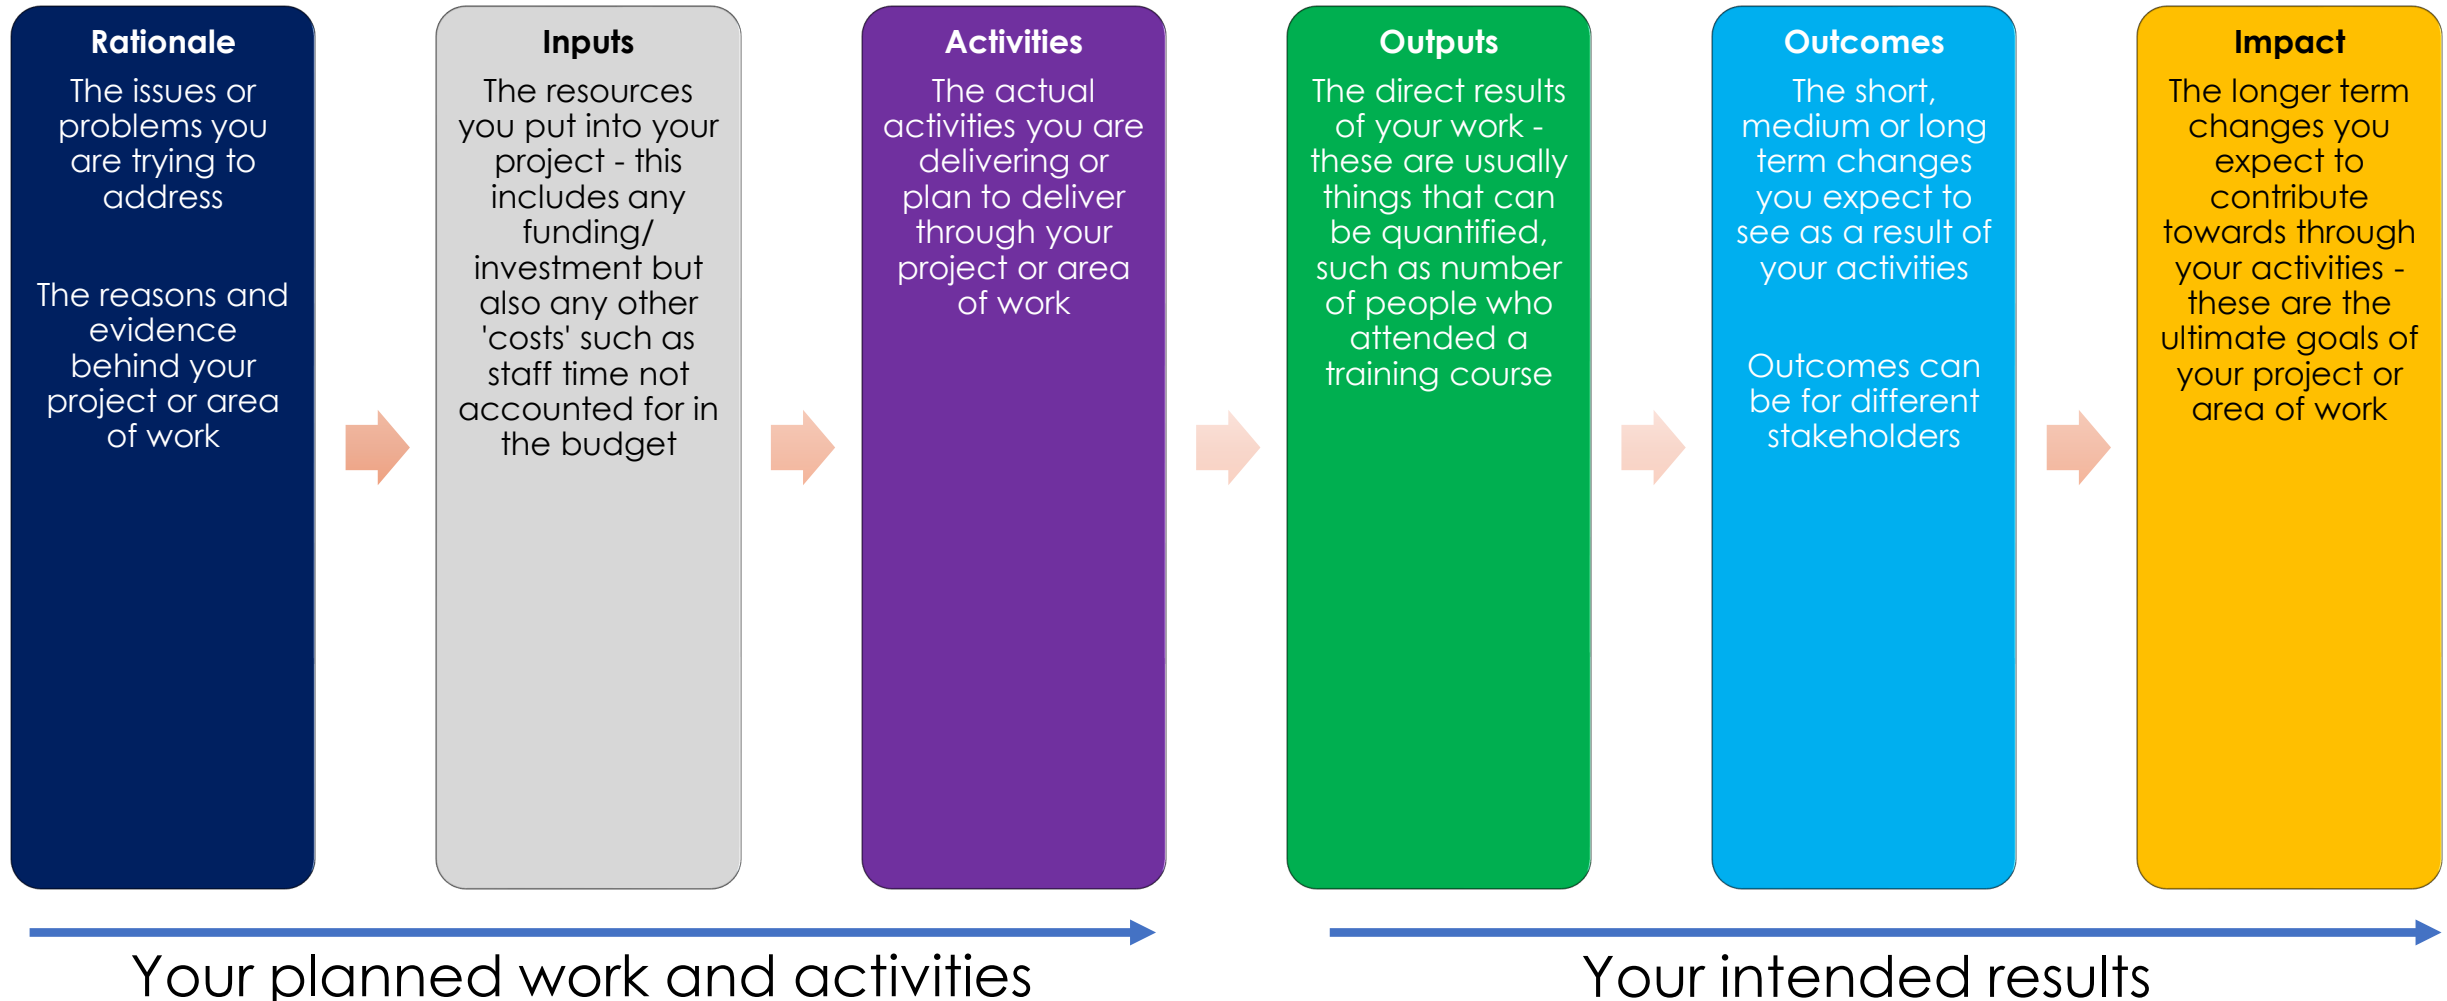 Rationale
The issues or
problems you
are trying to
address
The reasons and
evidence
behind your
project or area
of work
Inputs
The resources
you put into your
project - this
includes any
funding/
investment but
also any other
'costs' such as
staff time not
accounted for in
the budget
Activities
The actual
activities you are
delivering or
plan to deliver
through your
project or area
of work
Outputs
The direct results
of your work -
these are usually
things that can
be quantified,
such as number
of people who
attended a
training course
Outcomes
The short,
medium or long
term changes
you expect to
see as a result of
your activities
Outcomes can
be for different
stakeholders
Impact
The longer term
changes you
expect to
contribute
towards through
your activities -
these are the
ultimate goals of
your project or
area of work
Your planned work and activities
Your intended results